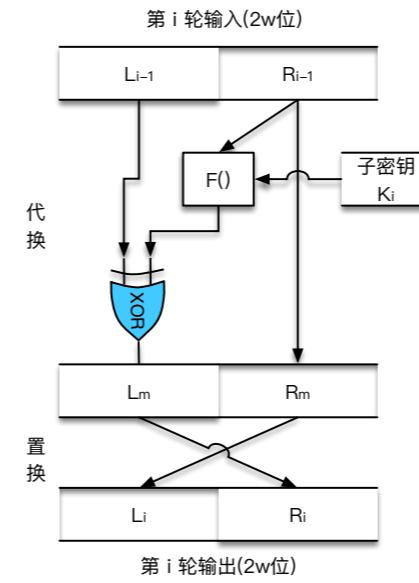 第 i 轮输入(2w位)
Li-1 Ri-1
F()
子密钥
Ki
代
换
XOR
Lm Rm
置
换
Li Ri
第 i 轮输出(2w位)